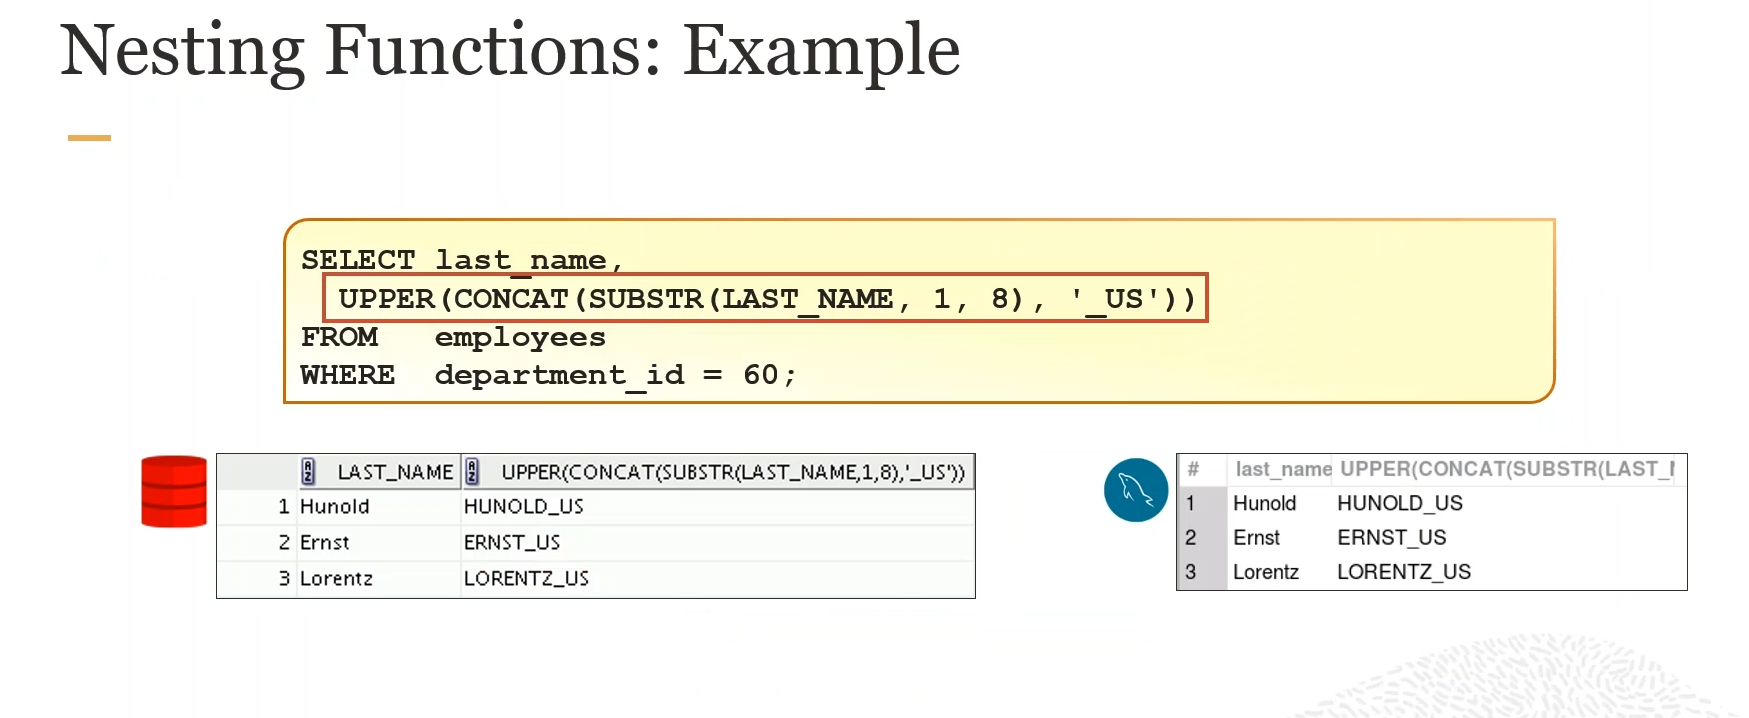 Nesting Functions: Example
SELECT last_name,
UPPER(CONCAT(SUBSTR(LAST_NAME, 1, 8), '_US'))
FROM employees
WHERE department_id = 60;
LAST_NAME UPPER(CONCAT(SUBSTR(LAST_NAME,1,8),'_US'))
1 Hunold HUNOLD_US
2 Ernst ERNST_US
3 Lorentz LORENTZ_US
# last_name UPPER(CONCAT(SUBSTR(LAST_
1 Hunold HUNOLD_US
2 Ernst ERNST_US
3 Lorentz LORENTZ_US